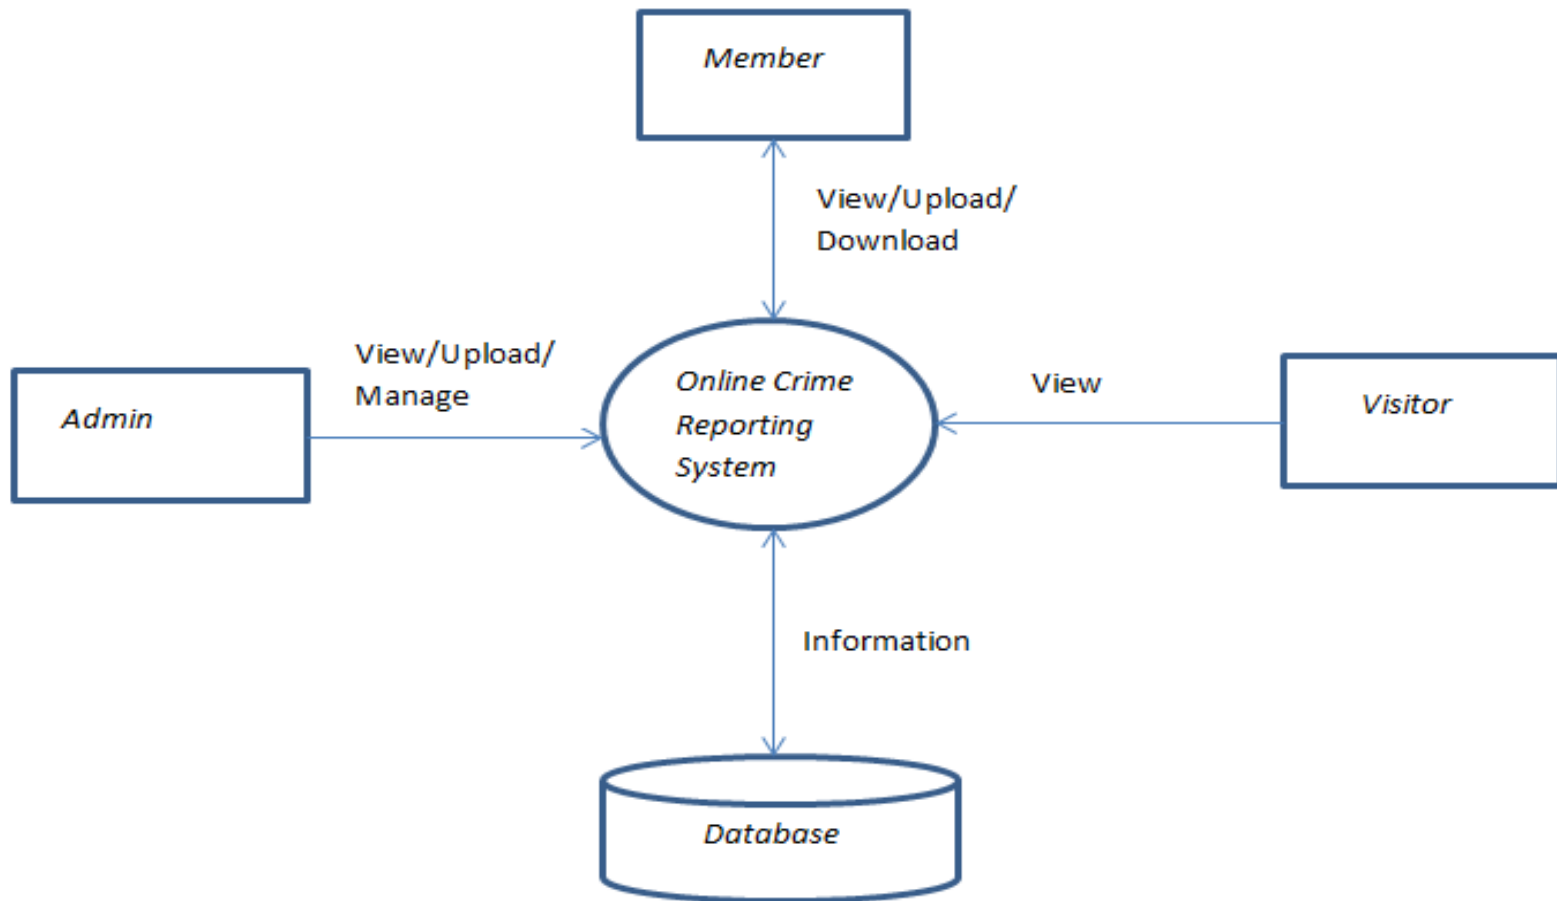 Member
View/Upload/
Download
View/Upload/
Manage
Admin
Online Crime
Reporting
System
View
Visitor
Information
Database